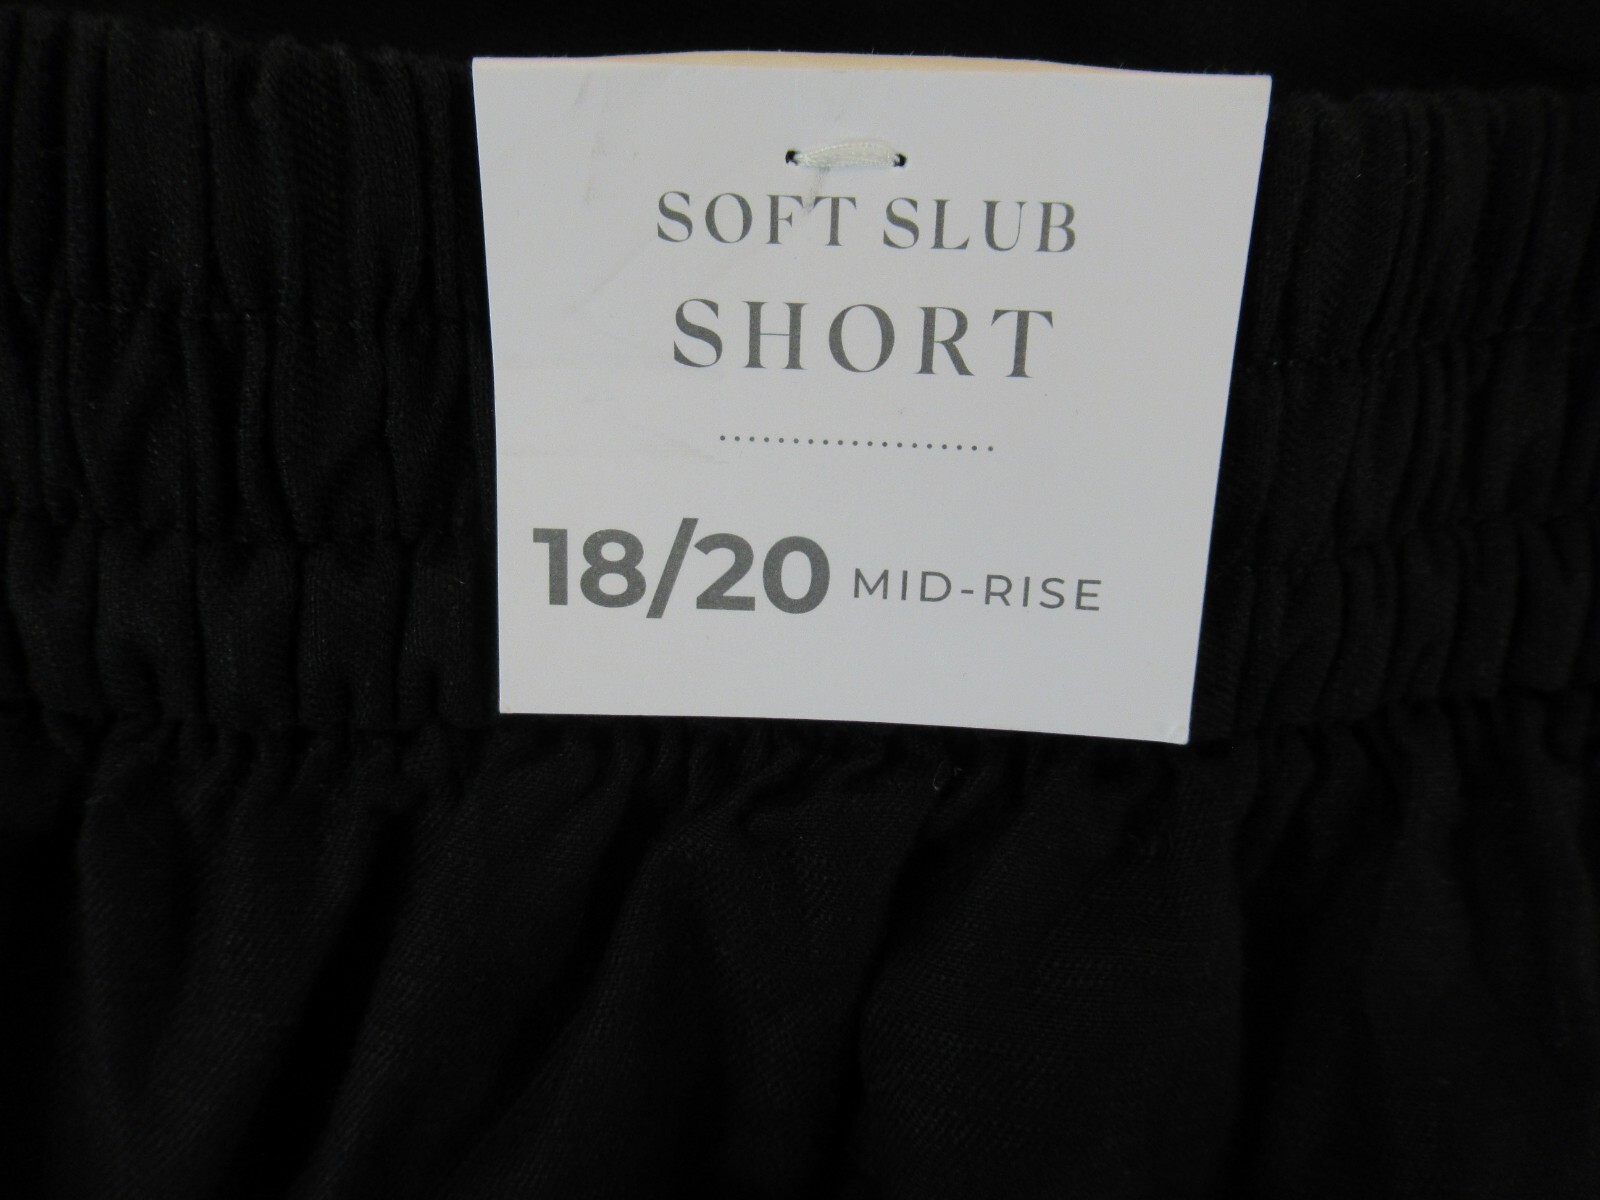 SOFT SLUB
SHORT
18/20 MID-RISE